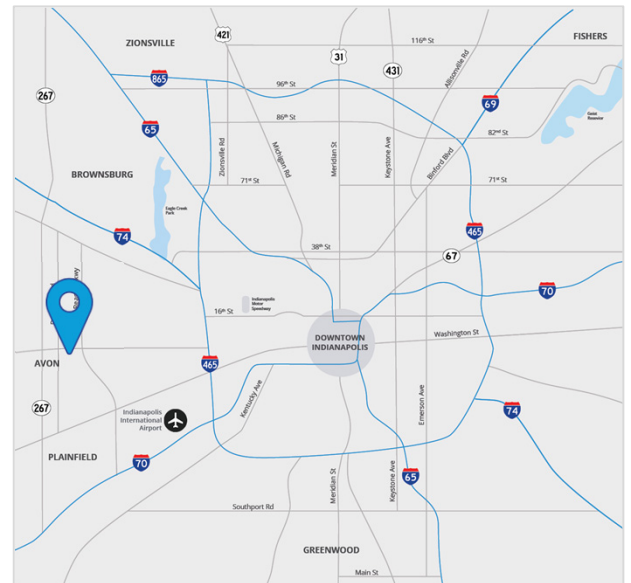 421
ZIONSVILLE
FISHERS
116th St
31
431
Allisonville Rd
865
267
96th St
69
65
86th St
82nd St
Geist
Reservoir
Zionsville Rd
Michigan Rd
Meridian St
Keystone Ave
Binford Blvd
BROWNSBURG
71st St
71st St
Eagle Creek
Park
74
465
38th St
67
70
Indianapolis
Motor
Speedway
16th St
Washington St
DOWNTOWN
INDIANAPOLIS
AVON
465
Kentucky Ave
Emerson Ave
267
Indianapolis
International
Airport
74
PLAINFIELD
70
Meridian St
Keystone Ave
65
Southport Rd
GREENWOOD
Main St